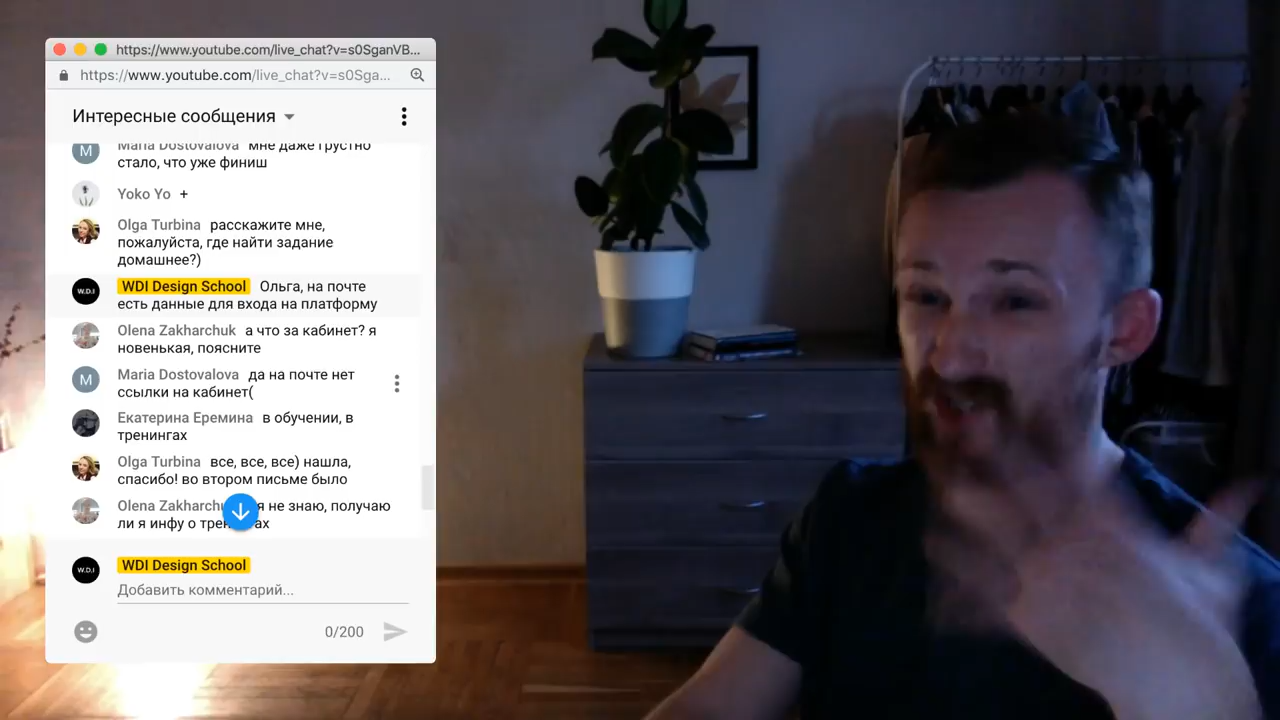 https://www.youtube.com/live_chat?v=s0SganVB...
https://www.youtube.com/live_chat?v=s0Sga...
Интересные сообщения
Maria Dostovalova мне даже грустно
стало, что уже финиш
Yoko Yo +
Olga Turbina расскажите мне,
пожалуйста, где найти задание
домашнее?)
W.D.I WDI Design School Ольга, на почте
есть данные для входа на платформу
Olena Zakharchuk а что за кабинет? я
новенькая, поясните
M Maria Dostovalova да на почте нет
ссылки на кабинет(
Екатерина Еремина в обучении, в
тренингах
Olga Turbina все, все, все) нашла,
спасибо! во втором письме было
Olena я не знаю, получаю
ли я инфу о
W.D.I WDI Design School
Добавить комментарий...
0/200